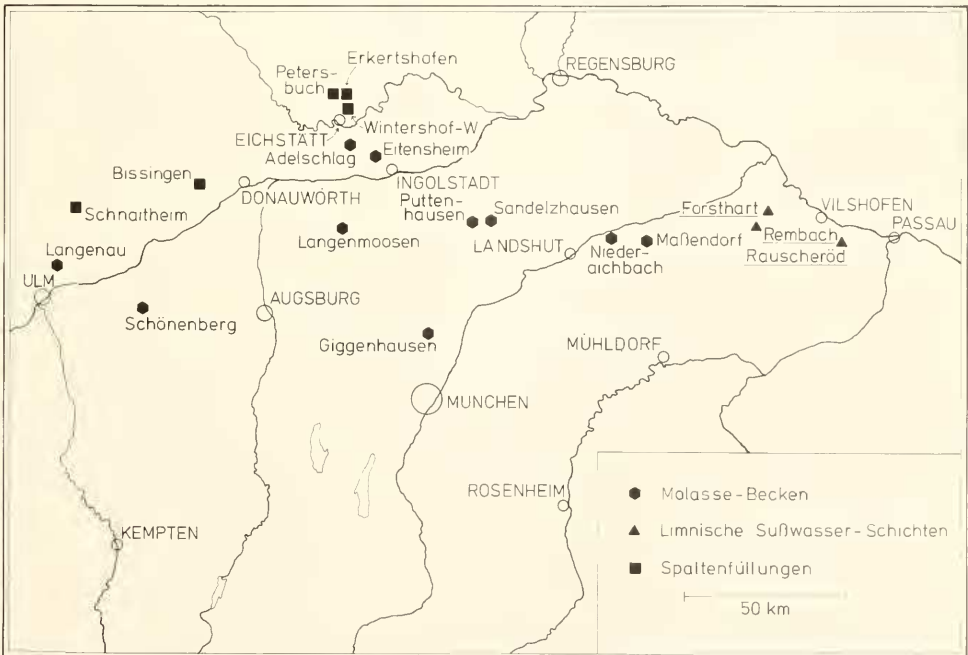 Erkertshofen
Peters-
buch
REGENSBURG
Wintershof-W
EICHSTÄTT
Adelschlag
Eitensheim
Bissingen
INGOLSTADT
DONAUWÖRTH
Putten-
hausen
Sandelzhausen
Schnaitheim
Forsthart
VILSHOFEN
PASSAU
Langenmoosen
LANDSHUT
Maßendorf
Rembach
Nieder-
aichbach
Rauscheröd
Langenau
ULM
AUGSBURG
Schönenberg
Giggenhausen
MÜHLDORF
MÜNCHEN
ROSENHEIM
KEMPTEN
Molasse-Becken
Limnische Süßwasser-Schichten
Spaltenfüllungen
50 km